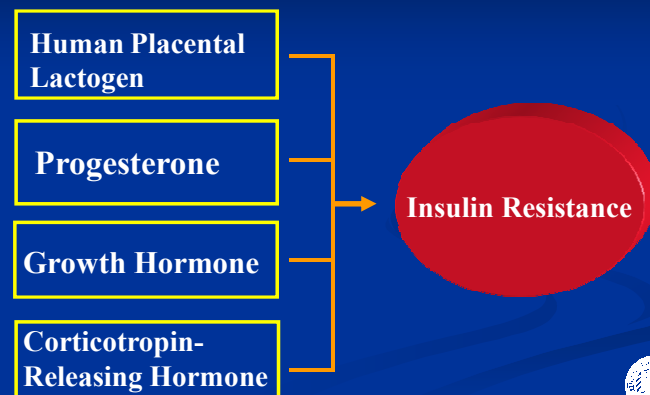 Human Placental
Lactogen
Progesterone
Growth Hormone
Corticotropin-
Releasing Hormone
Insulin Resistance